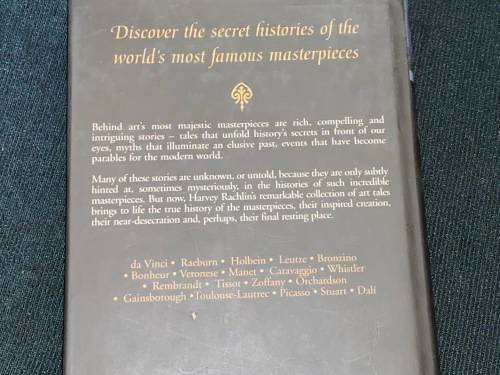 Discover the secret histories of the
world's most famous masterpieces
Behind art's most majestic masterpieces are rich, compelling and
intriguing stories – tales that unfold history's secrets in front of our
eyes, myths that illuminate an elusive past, events that have become
parables for the modern world.
Many of these stories are unknown, or untold, because they are only subtly
hinted at, sometimes mysteriously, in the histories of such incredible
masterpieces. But now, Harvey Rachlin's remarkable collection of art tales
brings to life the true history of the masterpieces, their inspired creation,
their near-desecration and, perhaps, their final resting place.
da Vinci • Raeburn • Holbein • Leutze • Bronzino
• Bonheur • Veronese • Manet • Caravaggio • Whistler
• Rembrandt • Tissot • Zoffany • Orchardson
• Gainsborough •Toulouse-Lautrec • Picasso • Stuart • Dalí